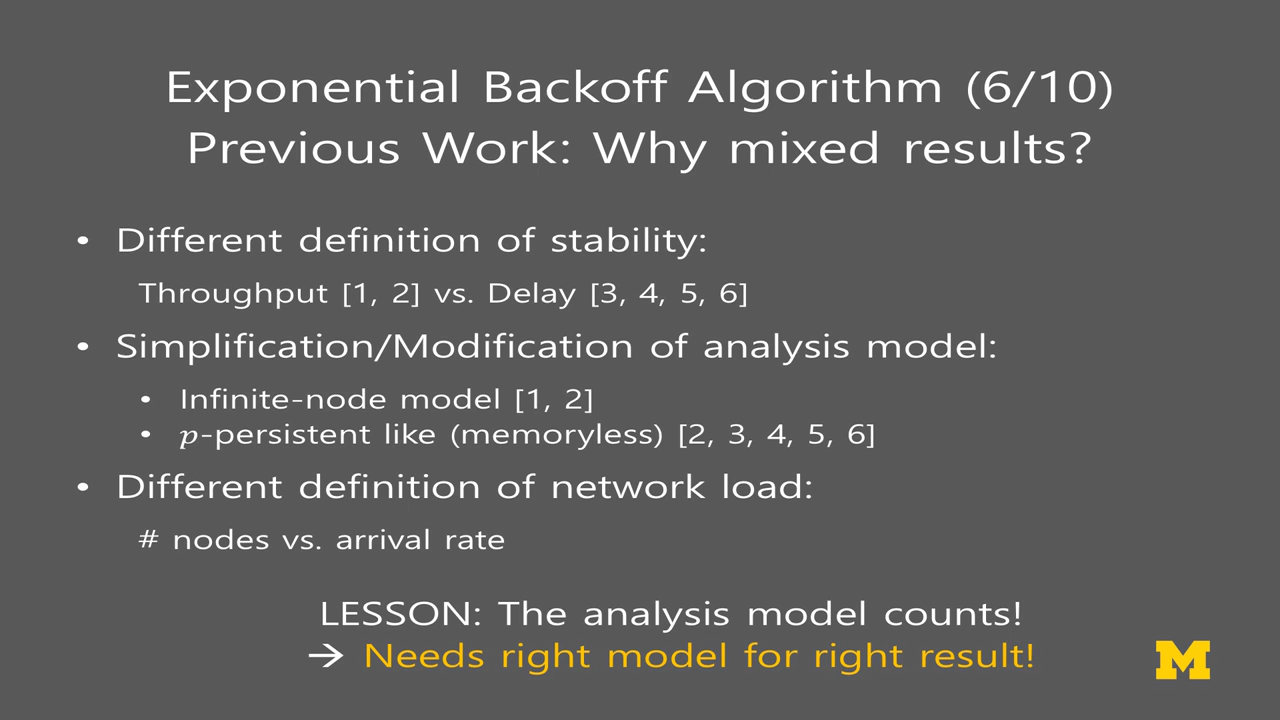 Exponential Backoff Algorithm (6/10)
Previous Work: Why mixed results?
• Different definition of stability:
Throughput [1, 2] vs. Delay [3, 4, 5, 6]
• Simplification/Modification of analysis model:
• Infinite-node model [1, 2]
• p-persistent like (memoryless) [2, 3, 4, 5, 6]
• Different definition of network load:
# nodes vs. arrival rate
LESSON: The analysis model counts!
→ Needs right model for right result!
M